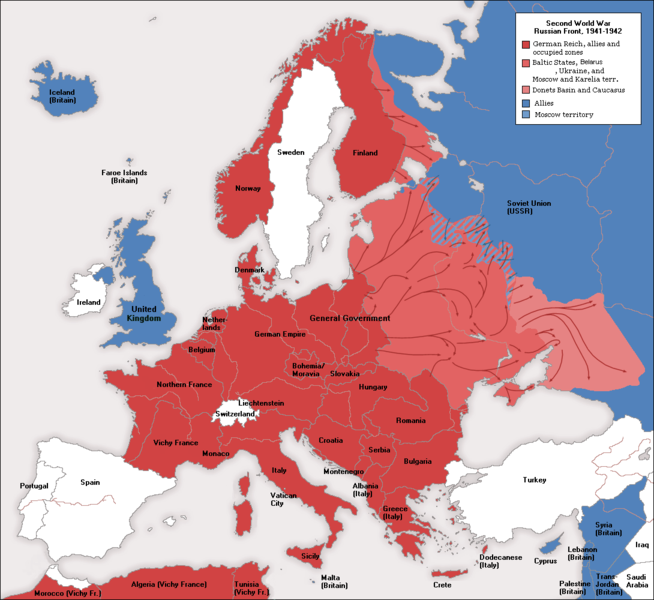 Second World War
Russian Front, 1941-1942
German Reich, allies and
occupied zones
Baltic States, Belarus
, Ukraine, and
Moscow and Karelia terr.
Donets Basin and Caucasus
Allies
Moscow territory
Iceland
(Britain)
Faroe Islands
(Britain)
Sweden
Finland
Norway
Soviet Union
(USSR)
Denmark
Ireland
United
Kingdom
Nether-
lands
General Government
German Empire
Belgium
Bohemia/
Moravia
Slovakia
Northern France
Hungary
Liechtenstein
Switzerland
Romania
Vichy France
Croatia
Monaco
Serbia
Bulgaria
Italy
Montenegro
Portugal
Spain
Turkey
Albania
(Italy)
Vatican
City
Greece
(Italy)
Syria
(Britain)
Iraq
Sicily
Dodecanese
(Italy)
Lebanon
(Britain)
Cyprus
Malta
(Britain)
Crete
Palestine
(Britain)
Trans-
Jordan
(Britain)
Saudi
Arabia
Morocco (Vichy Fr.)
Algeria (Vichy France)
Tunisia
(Vichy Fr.)